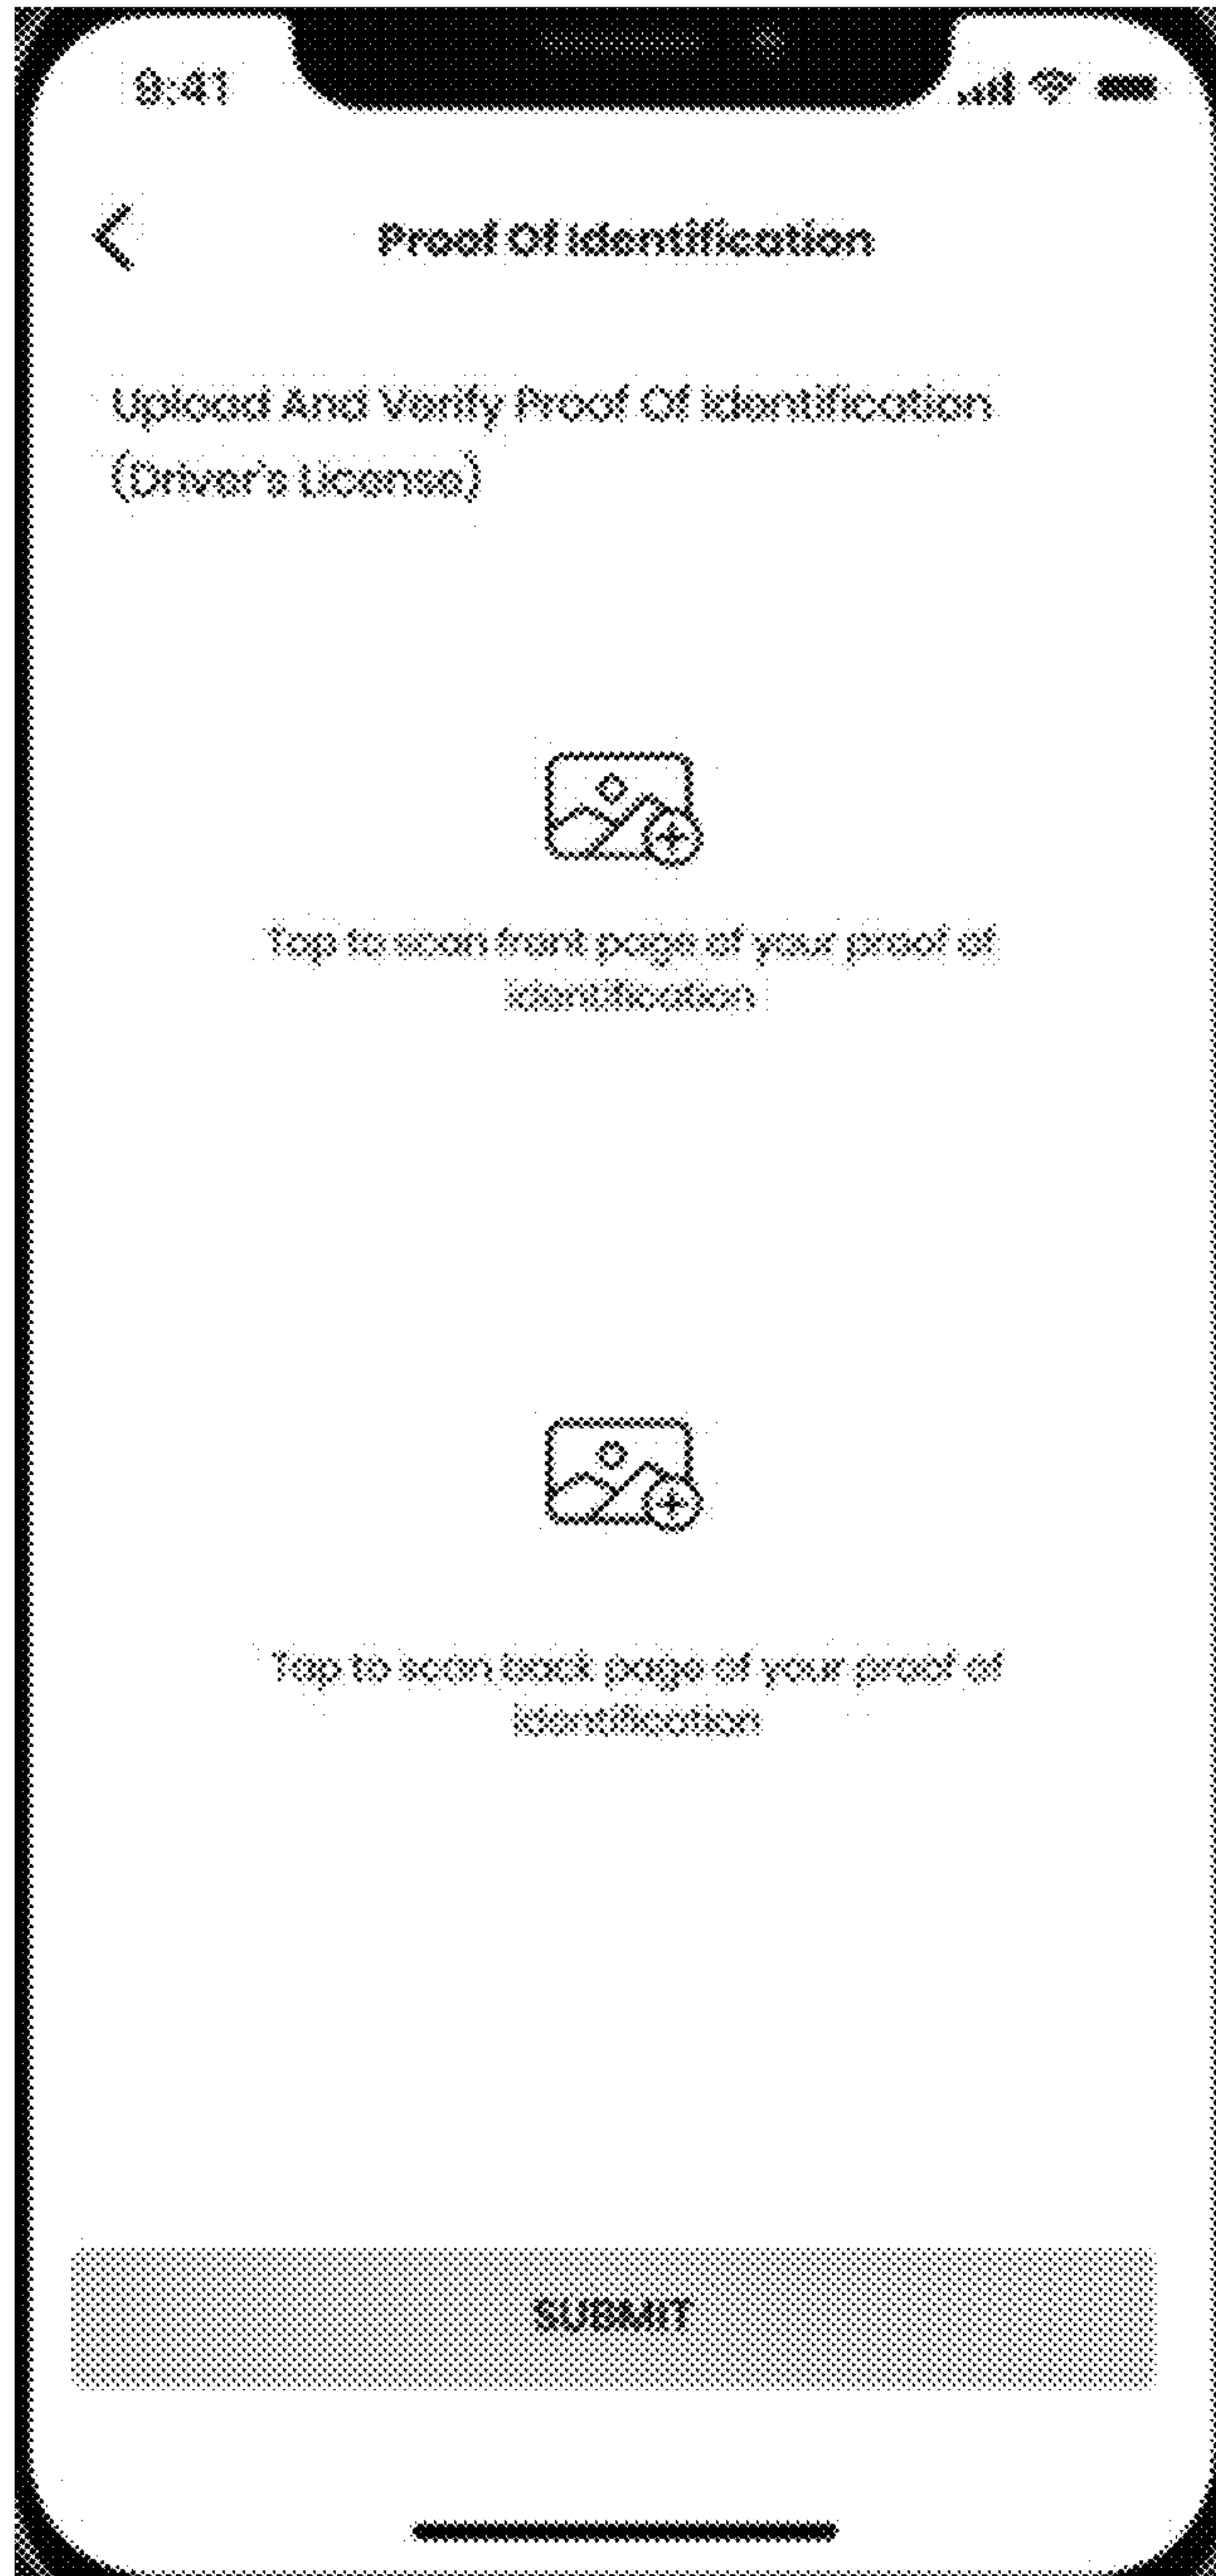 9:41
Proof Of Identification
Upload And Verify Proof Of Identification
(Driver's License)
Tap to scan front page of your proof of
identification
Tap to scan back page of your proof of
identification
SUBMIT